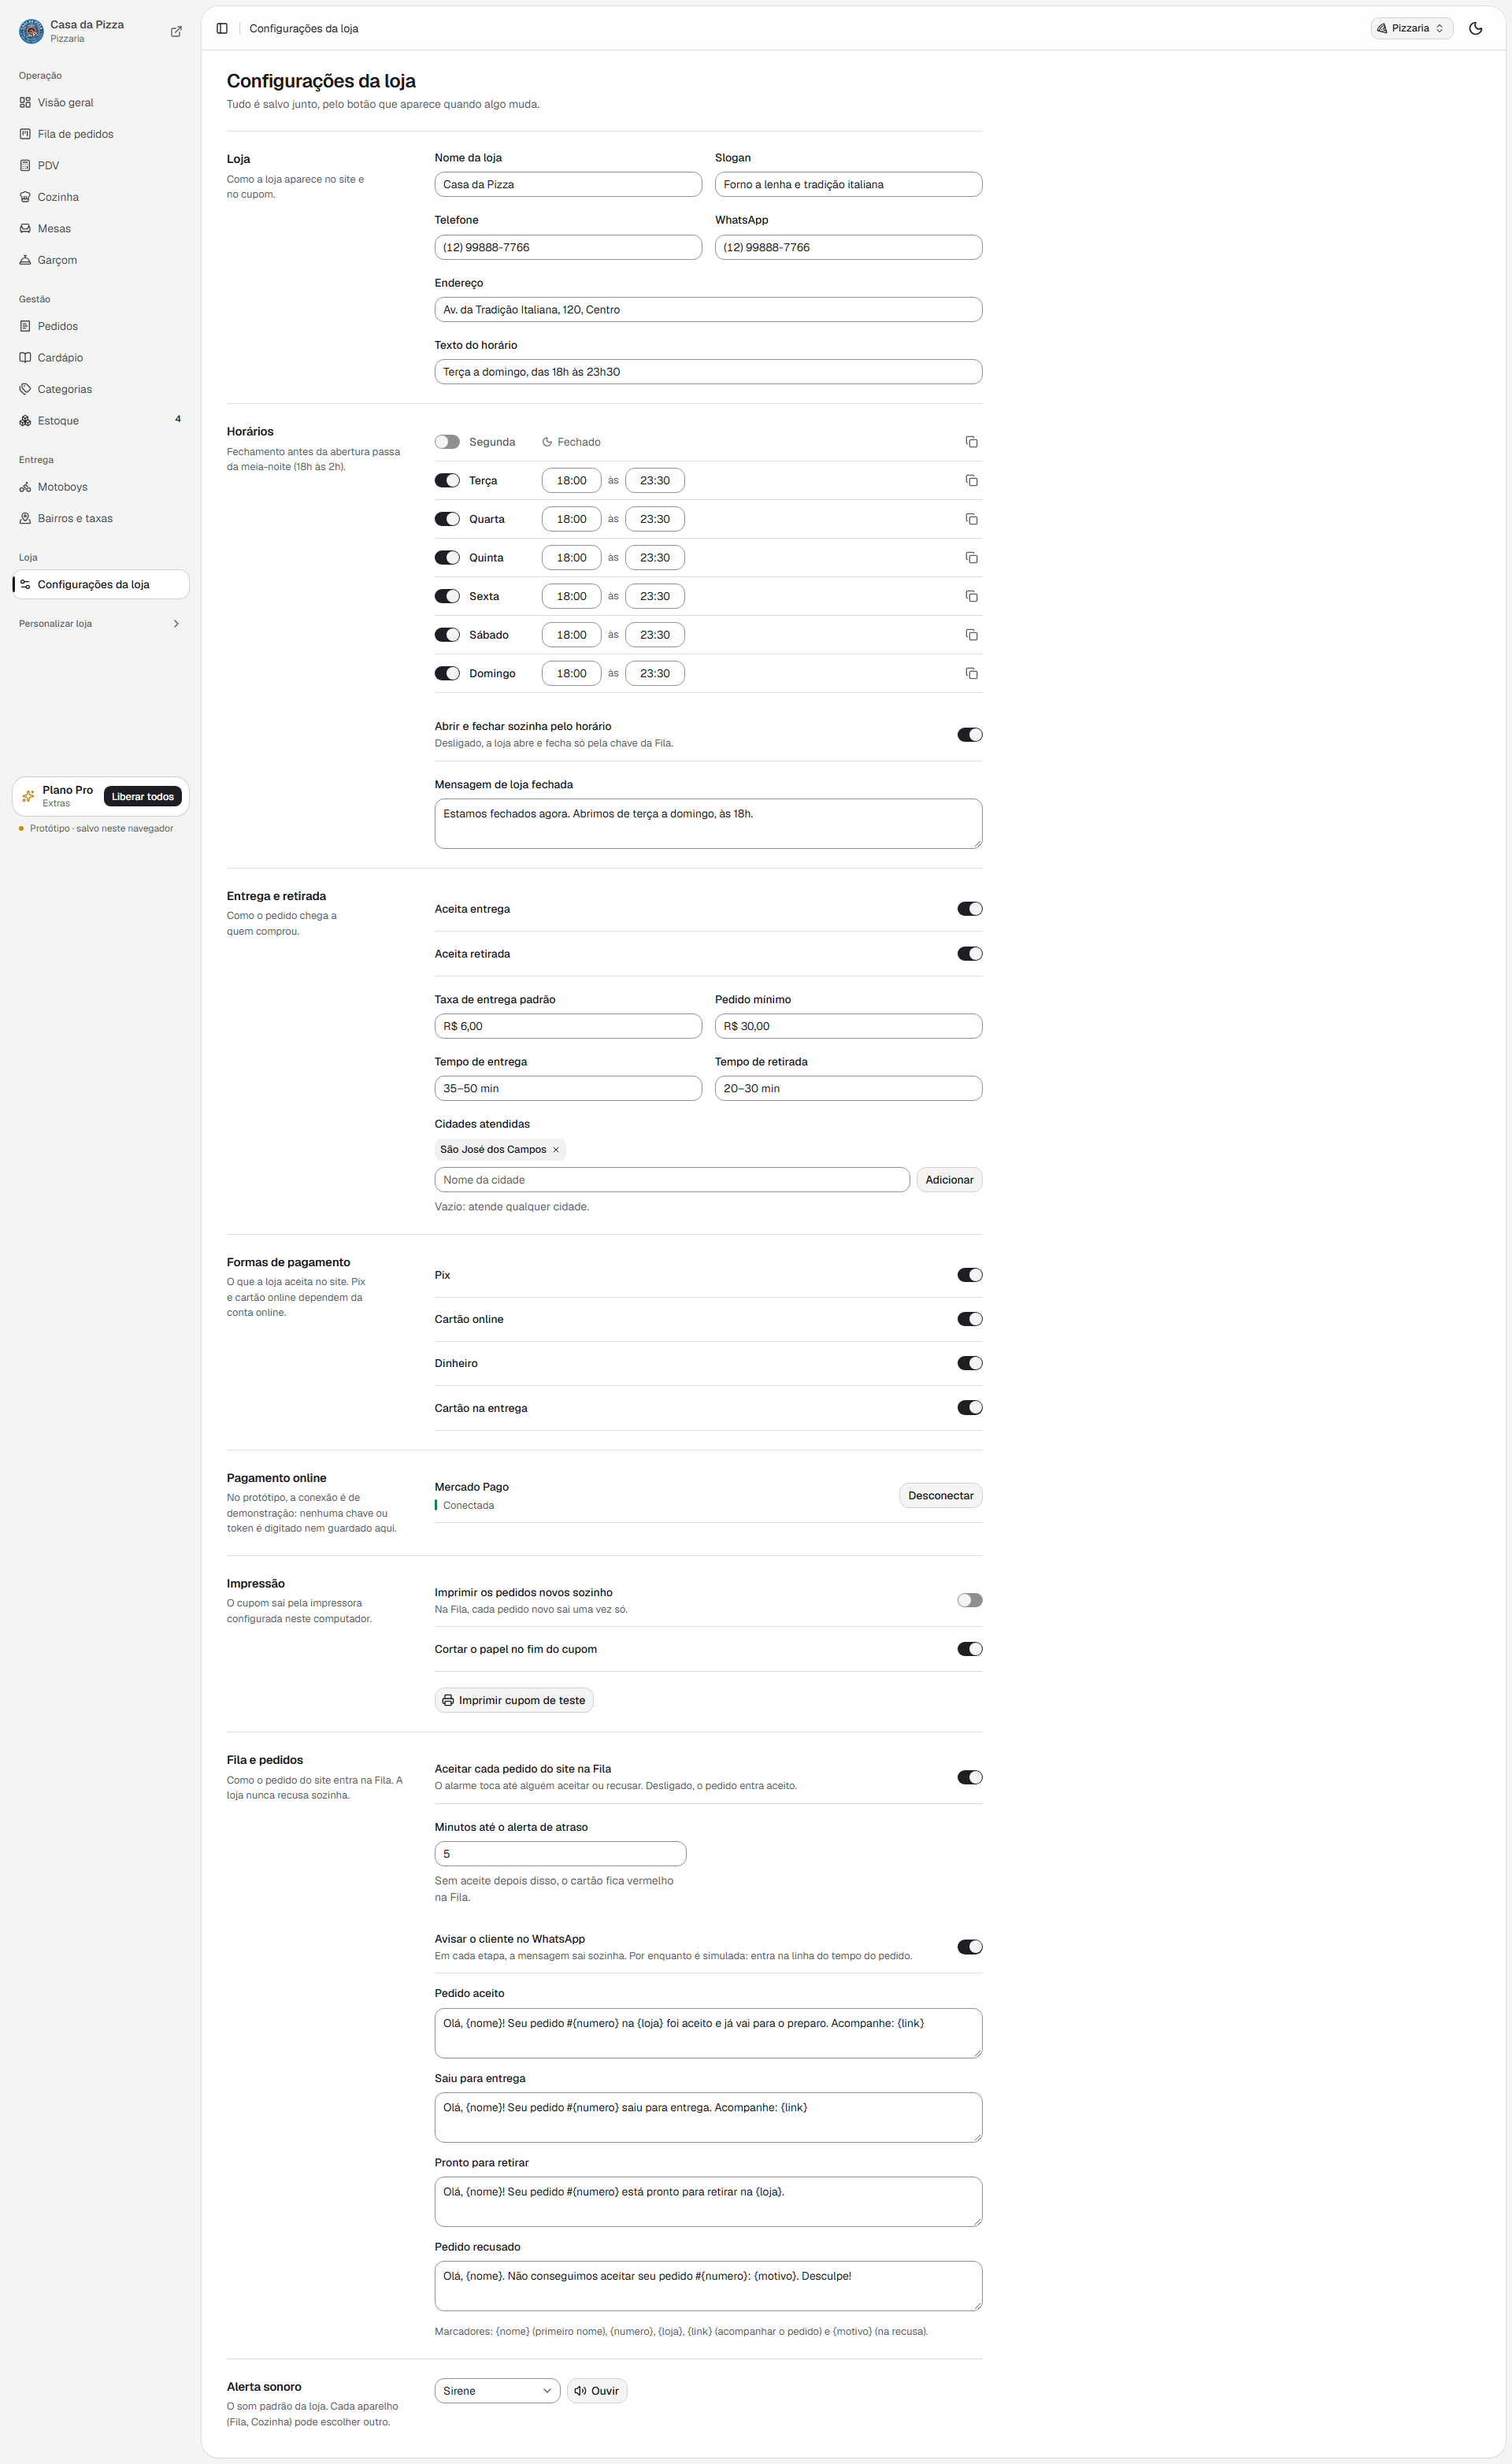 Casa da Pizza
Pizzaria
Operação
Visão geral
Fila de pedidos
PDV
Cozinha
Mesas
Garçom
Gestão
Pedidos
Cardápio
Categorias
Estoque 4
Entrega
Motoboys
Bairros e taxas
Loja
Configurações da loja
Personalizar loja
Plano Pro
Extras
Liberar todos
Protótipo · salvo neste navegador
Configurações da loja
Pizzaria
Configurações da loja
Tudo é salvo junto, pelo botão que aparece quando algo muda.
Loja
Como a loja aparece no site e
no cupom.
Nome da loja Slogan
Casa da Pizza Forno a lenha e tradição italiana
Telefone WhatsApp
(12) 99888-7766 (12) 99888-7766
Endereço
Av. da Tradição Italiana, 120, Centro
Texto do horário
Terça a domingo, das 18h às 23h30
Horários
Fechamento antes da abertura passa
da meia-noite (18h às 2h).
Segunda Fechado
Terça 18:00 às 23:30
Quarta 18:00 às 23:30
Quinta 18:00 às 23:30
Sexta 18:00 às 23:30
Sábado 18:00 às 23:30
Domingo 18:00 às 23:30
Abrir e fechar sozinha pelo horário
Desligado, a loja abre e fecha só pela chave da Fila.
Mensagem de loja fechada
Estamos fechados agora. Abrimos de terça a domingo, às 18h.
Entrega e retirada
Como o pedido chega a
quem comprou.
Aceita entrega
Aceita retirada
Taxa de entrega padrão Pedido mínimo
R$ 6,00 R$ 30,00
Tempo de entrega Tempo de retirada
35–50 min 20–30 min
Cidades atendidas
São José dos Campos ×
Nome da cidade Adicionar
Vazio: atende qualquer cidade.
Formas de pagamento
O que a loja aceita no site. Pix
e cartão online dependem da
conta online.
Pix
Cartão online
Dinheiro
Cartão na entrega
Pagamento online
No protótipo, a conexão é de
demonstração: nenhuma chave ou
token é digitado nem guardado aqui.
Mercado Pago
Conectada
Desconectar
Impressão
O cupom sai pela impressora
configurada neste computador.
Imprimir os pedidos novos sozinho
Na Fila, cada pedido novo sai uma vez só.
Cortar o papel no fim do cupom
Imprimir cupom de teste
Fila e pedidos
Como o pedido do site entra na Fila. A
loja nunca recusa sozinha.
Aceitar cada pedido do site na Fila
O alarme toca até alguém aceitar ou recusar. Desligado, o pedido entra aceito.
Minutos até o alerta de atraso
5
Sem aceite depois disso, o cartão fica vermelho
na Fila.
Avisar o cliente no WhatsApp
Em cada etapa, a mensagem sai sozinha. Por enquanto é simulada: entra na linha do tempo do pedido.
Pedido aceito
Olá, {nome}! Seu pedido #{numero} na {loja} foi aceito e já vai para o preparo. Acompanhe: {link}
Saiu para entrega
Olá, {nome}! Seu pedido #{numero} saiu para entrega. Acompanhe: {link}
Pronto para retirar
Olá, {nome}! Seu pedido #{numero} está pronto para retirar na {loja}.
Pedido recusado
Olá, {nome}. Não conseguimos aceitar seu pedido #{numero}: {motivo}. Desculpe!
Marcadores: {nome} (primeiro nome), {numero}, {loja}, {link} (acompanhar o pedido) e {motivo} (na recusa).
Alerta sonoro
O som padrão da loja. Cada aparelho
(Fila, Cozinha) pode escolher outro.
Sirene Ouvir